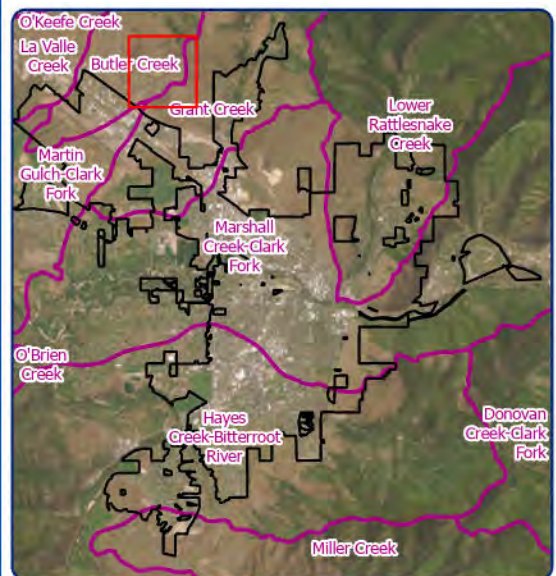 O'Keefe Creek
La Valle
Creek
Butler Creek
Grant Creek
Lower
Rattlesnake
Creek
Martin
Gulch-Clark
Fork
Marshall
Creek-Clark
Fork
O'Brien
Creek
Hayes
Creek-Bitterroot
River
Donovan
Creek-Clark
Fork
Miller Creek